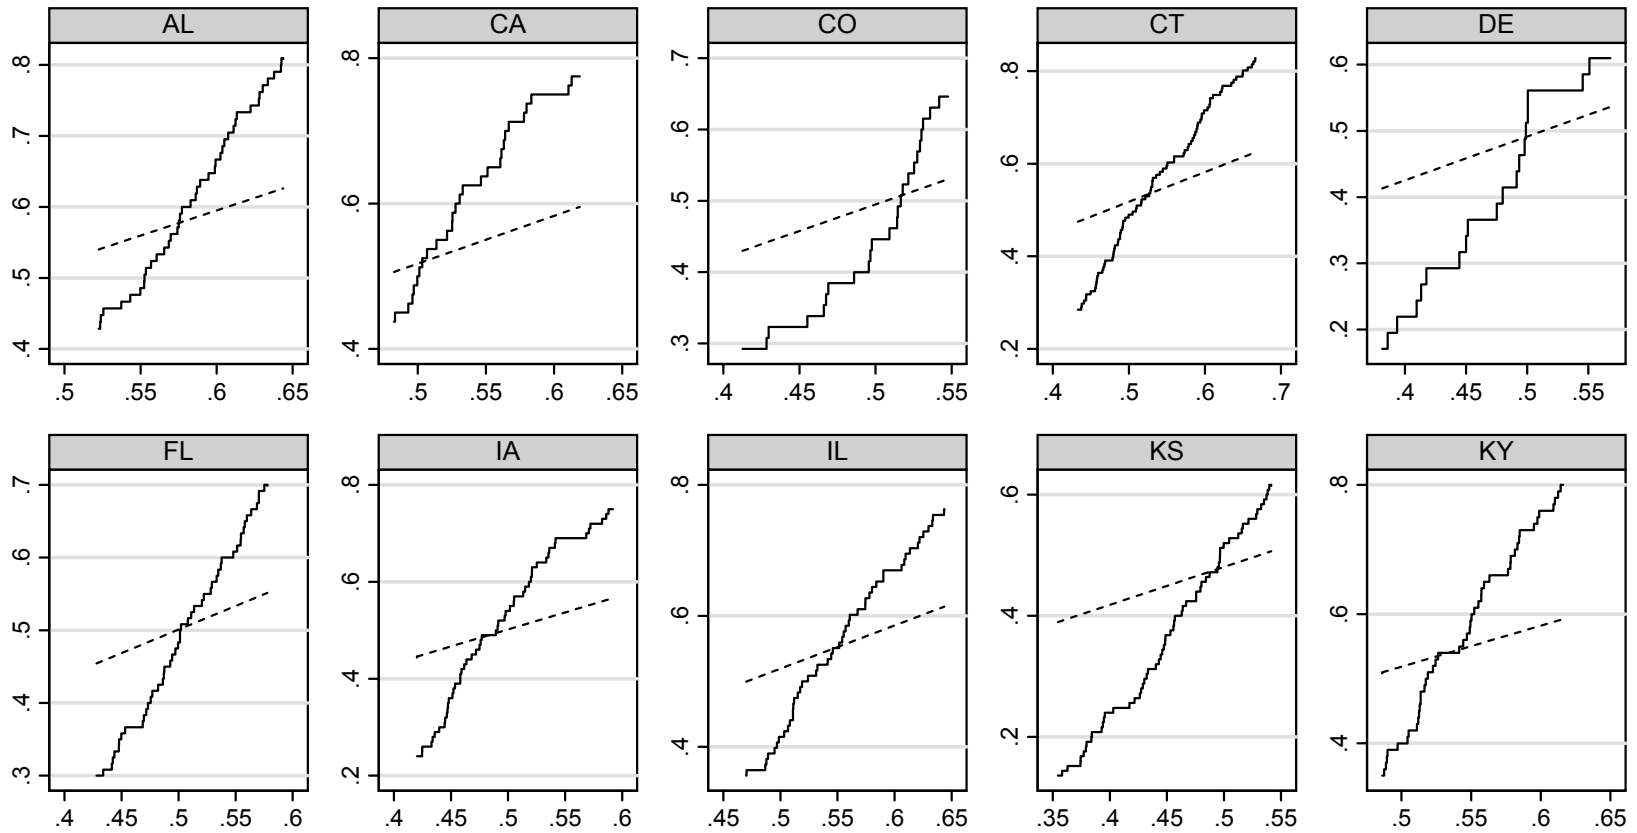 AL CA CO CT DE
.8 .8 .7 .8 .6
.7 .6 .6 .6 .5
.6 .4 .5 .4 .4
.5 .4 .2 .3
.4 .3 .2
.5 .55 .6 .65 .5 .55 .6 .65 .4 .45 .5 .55 .4 .5 .6 .7 .4 .45 .5 .55
FL IA IL KS KY
.7 .8 .8 .6 .8
.6 .6 .6 .4 .6
.5 .4 .4 .2 .4
.4 .2
.3
.4 .45 .5 .55 .6 .4 .45 .5 .55 .6 .45 .5 .55 .6 .65 .35 .4 .45 .5 .55 .5 .55 .6 .65